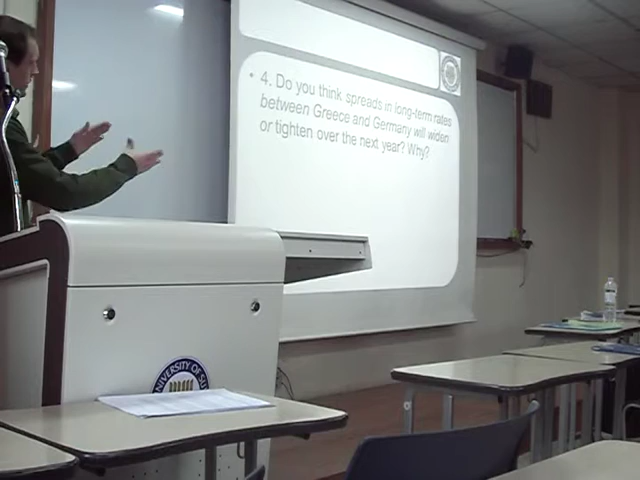 • 4. Do you think spreads in long-term rates
between Greece and Germany will widen
or tighten over the next year? Why?
UNIVERSITY OF SU